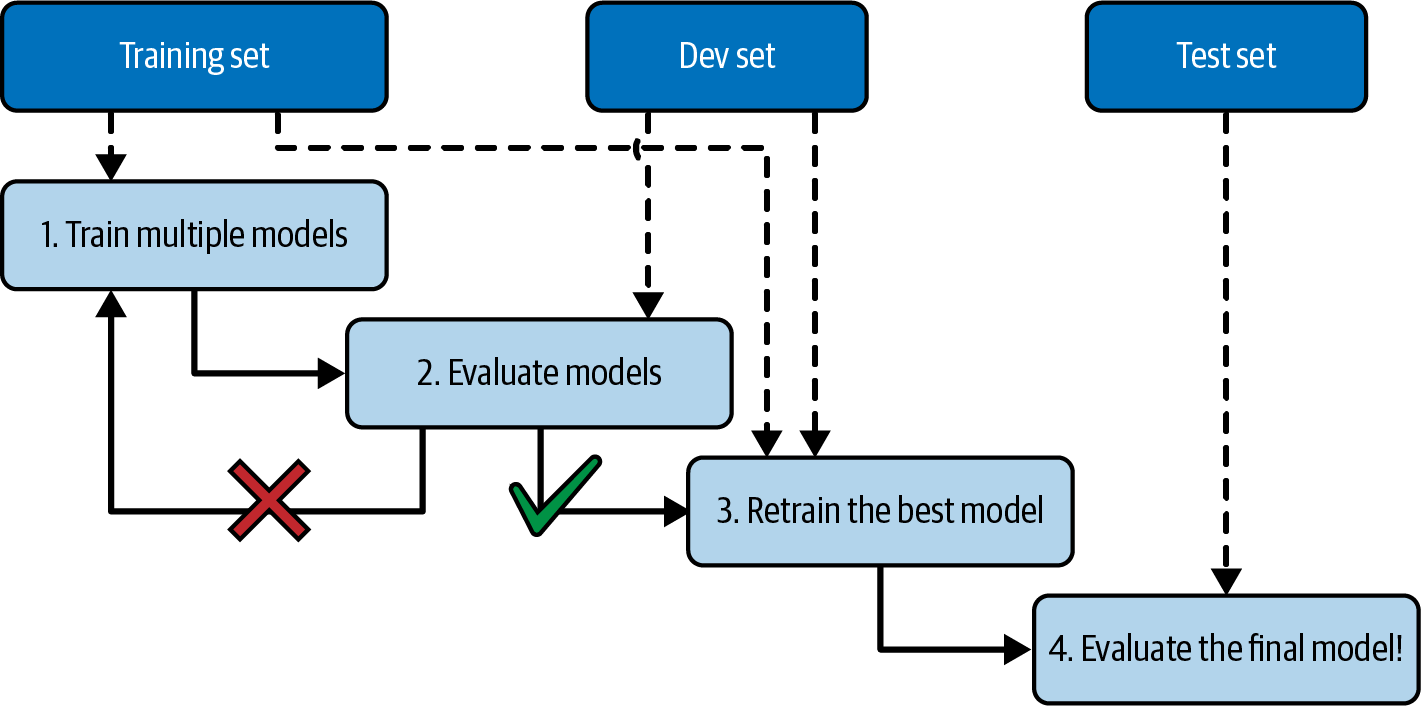 Training set
Dev set
Test set
1. Train multiple models
2. Evaluate models
3. Retrain the best model
4. Evaluate the final model!